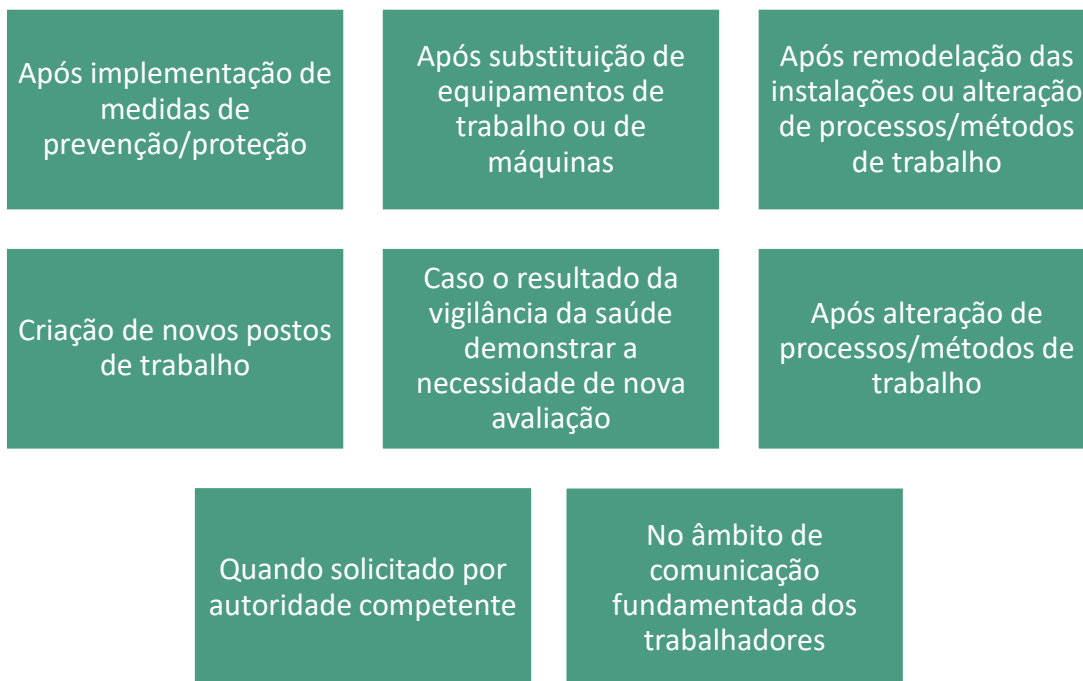 Após implementação de
medidas de
prevenção/proteção
Após substituição de
equipamentos de
trabalho ou de
máquinas
Após remodelação das
instalações ou alteração
de processos/métodos
de trabalho
Criação de novos postos
de trabalho
Caso o resultado da
vigilância da saúde
demonstrar a
necessidade de nova
avaliação
Após alteração de
processos/métodos de
trabalho
Quando solicitado por
autoridade competente
No âmbito de
comunicação
fundamentada dos
trabalhadores